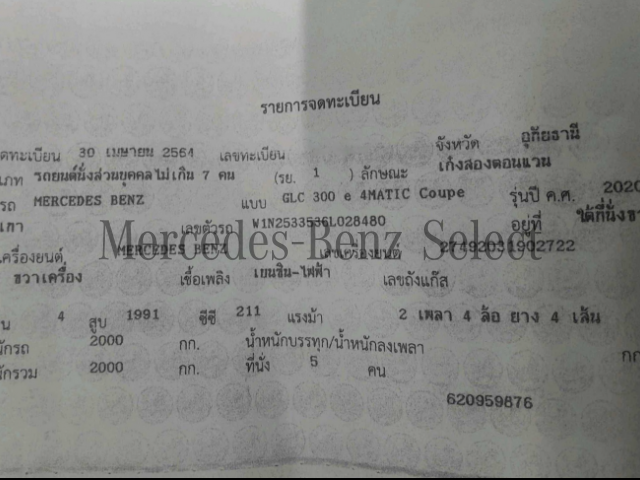 รายการจดทะเบียน
ดทะเบียน 30 เมษายน 2564 เลขทะเบียน จังหวัด อุทัยธานี
เภท รถยนต์นั่งส่วนบุคคลไม่เกิน 7 คน (รย. 1 ) ลักษณะ เก๋งสองตอนแวน
รถ MERCEDES BENZ แบบ GLC 300 e 4MATIC Coupe รุ่นปี ค.ศ. 2020
เทา เลขตัวรถ W1N2533536L028480 อยู่ที่ ใต้ที่นั่งขว
Mercedes-Benz Select
เครื่องยนต์ MERCEDES BENZ เลขเครื่องยนต์ 27492031902722
ขวาเครื่อง เชื้อเพลิง เบนซิน-ไฟฟ้า เลขถังแก๊ส
น 4 สูบ 1991 ซีซี 211 แรงม้า 2 เพลา 4 ล้อ ยาง 4 เส้น
นักรถ 2000 กก. น้ำหนักบรรทุก/น้ำหนักลงเพลา กก
นักรวม 2000 กก. ที่นั่ง 5 คน
620959876